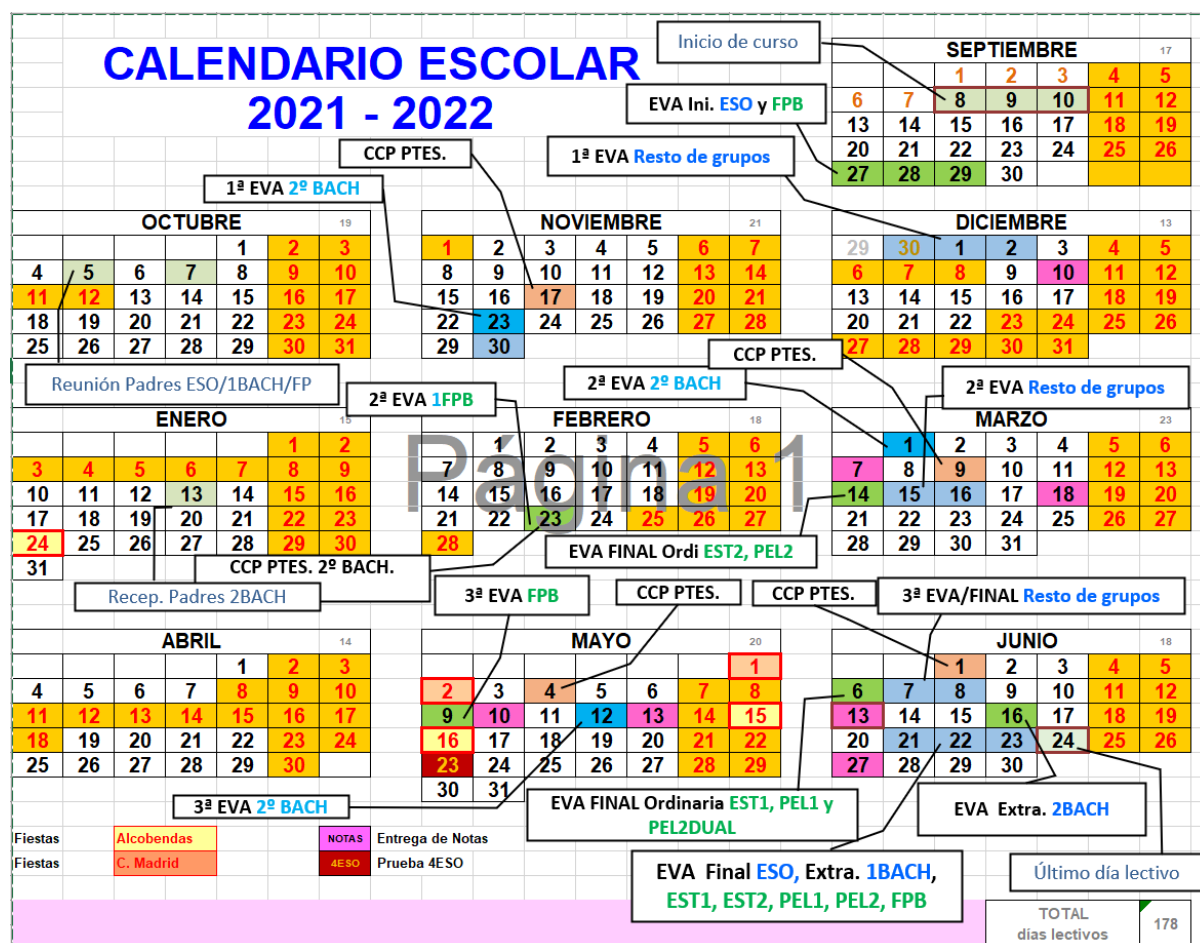 CALENDARIO ESCOLAR
2021 - 2022
Inicio de curso
EVA Ini. ESO y FPB
CCP PTES.
1ª EVA Resto de grupos
1ª EVA 2º BACH
SEPTIEMBRE 17
1 2 3 4 5
6 7 8 9 10 11 12
13 14 15 16 17 18 19
20 21 22 23 24 25 26
27 28 29 30
OCTUBRE 19
1 2 3
4 5 6 7 8 9 10
11 12 13 14 15 16 17
18 19 20 21 22 23 24
25 26 27 28 29 30 31
NOVIEMBRE 21
1 2 3 4 5 6 7
8 9 10 11 12 13 14
15 16 17 18 19 20 21
22 23 24 25 26 27 28
29 30
DICIEMBRE 13
29 30 1 2 3 4 5
6 7 8 9 10 11 12
13 14 15 16 17 18 19
20 21 22 23 24 25 26
27 28 29 30 31
CCP PTES.
Reunión Padres ESO/1BACH/FP
2ª EVA 1FPB
2ª EVA 2º BACH
2ª EVA Resto de grupos
ENERO 15
1 2
3 4 5 6 7 8 9
10 11 12 13 14 15 16
17 18 19 20 21 22 23
24 25 26 27 28 29 30
31
FEBRERO 18
1 2 3 4 5 6
7 8 9 10 11 12 13
14 15 16 17 18 19 20
21 22 23 24 25 26 27
28
MARZO 23
1 2 3 4 5 6
7 8 9 10 11 12 13
14 15 16 17 18 19 20
21 22 23 24 25 26 27
28 29 30 31
Página 1
EVA FINAL Ordi EST2, PEL2
CCP PTES. 2º BACH.
Recep. Padres 2BACH
3ª EVA FPB
CCP PTES.
CCP PTES.
3ª EVA/FINAL Resto de grupos
ABRIL 14
1 2 3
4 5 6 7 8 9 10
11 12 13 14 15 16 17
18 19 20 21 22 23 24
25 26 27 28 29 30
MAYO 20
1
2 3 4 5 6 7 8
9 10 11 12 13 14 15
16 17 18 19 20 21 22
23 24 25 26 27 28 29
30 31
JUNIO 18
1 2 3 4 5
6 7 8 9 10 11 12
13 14 15 16 17 18 19
20 21 22 23 24 25 26
27 28 29 30
3ª EVA 2º BACH
EVA FINAL Ordinaria EST1, PEL1 y
PEL2DUAL
EVA Extra. 2BACH
Fiestas Alcobendas NOTAS Entrega de Notas
Fiestas C. Madrid 4ESO Prueba 4ESO
EVA Final ESO, Extra. 1BACH,
EST1, EST2, PEL1, PEL2, FPB
Último día lectivo
TOTAL
días lectivos
178